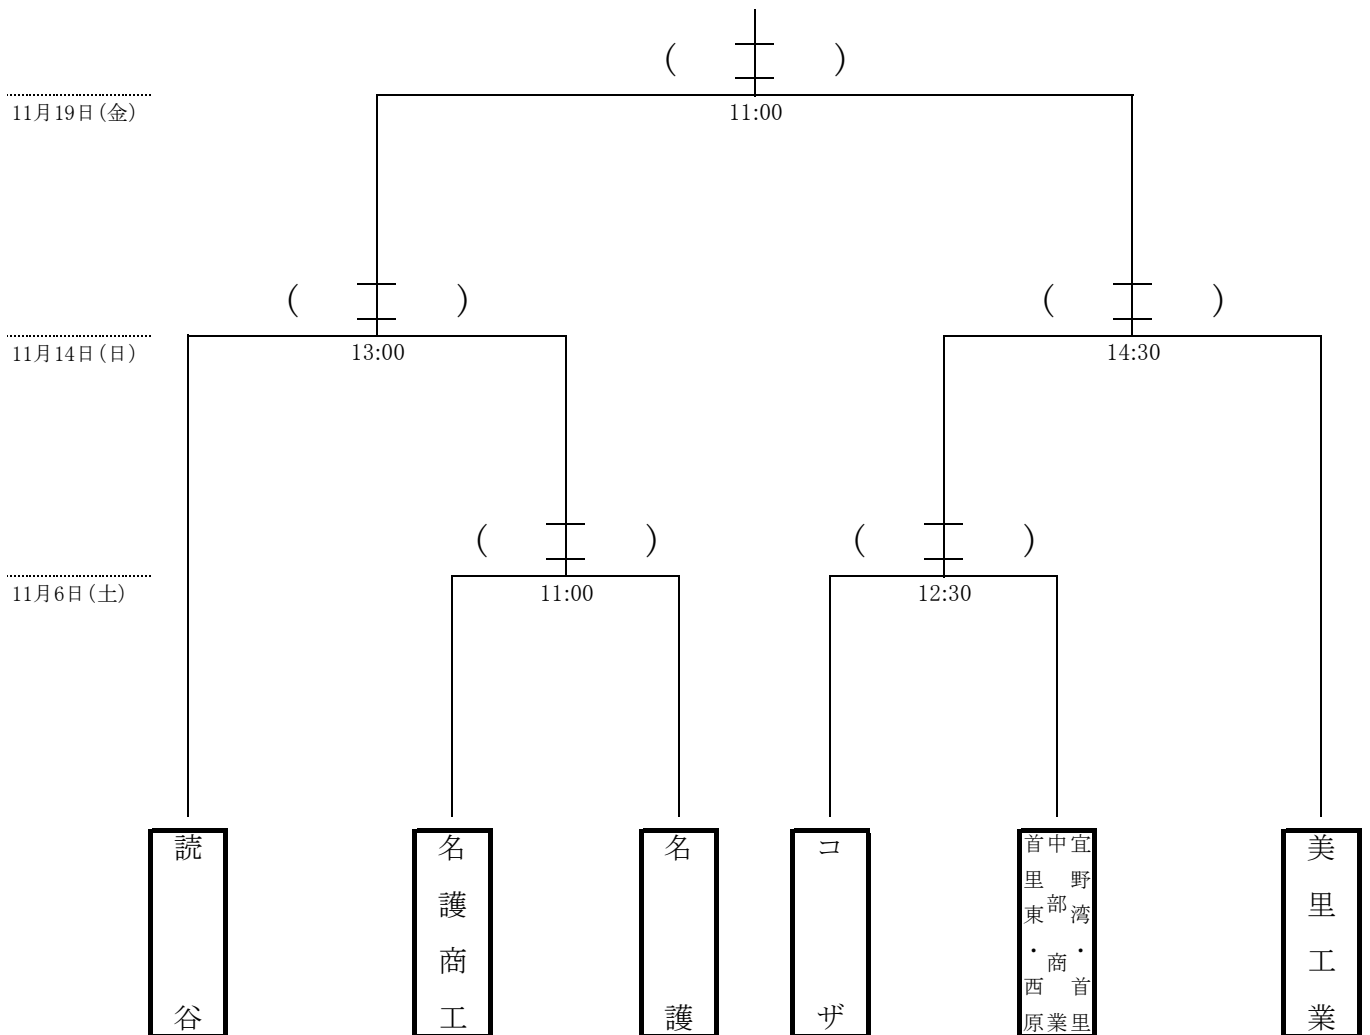 (　　)
11月19日(金)
11:00
(　　)
(　　)
11月14日(日)
13:00
14:30
(　　)
(　　)
11月6日(土)
11:00
12:30
読谷
名護商工
名護
コザ
宜野湾・首里
中部商業
首里東・西原
美里工業